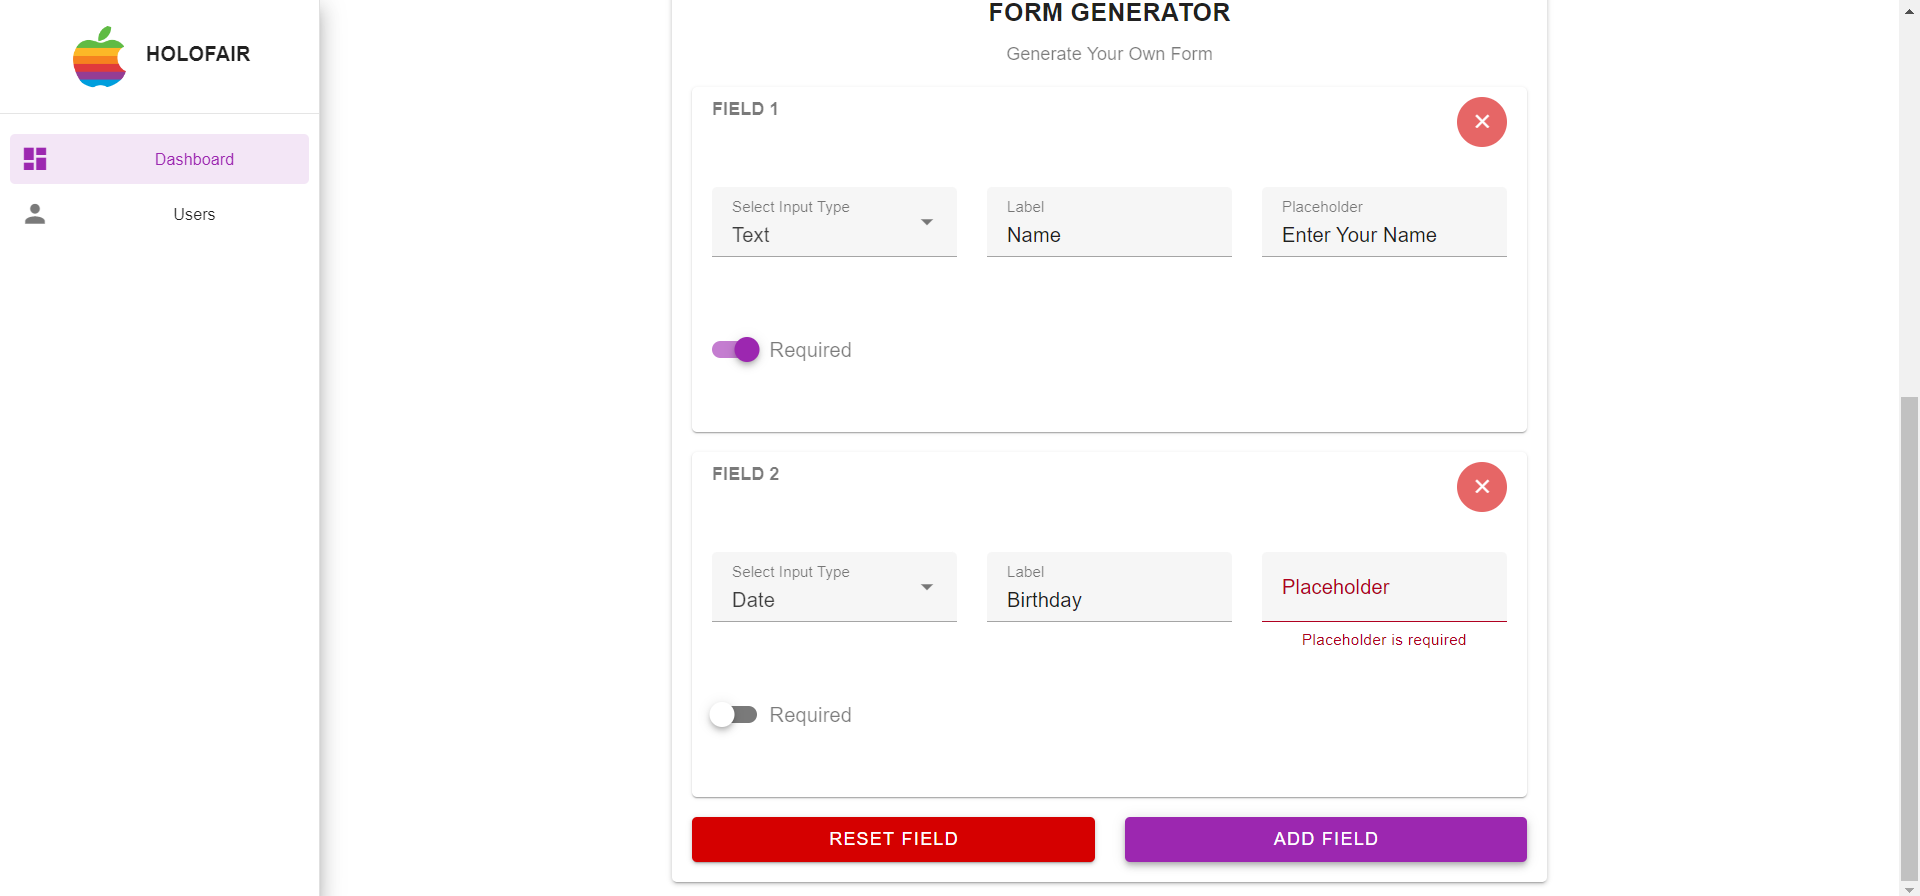 HOLOFAIR
Dashboard
Users
FORM GENERATOR
Generate Your Own Form
FIELD 1
Select Input Type
Text
Label
Name
Placeholder
Enter Your Name
Required
FIELD 2
Select Input Type
Date
Label
Birthday
Placeholder
Placeholder is required
Required
RESET FIELD
ADD FIELD